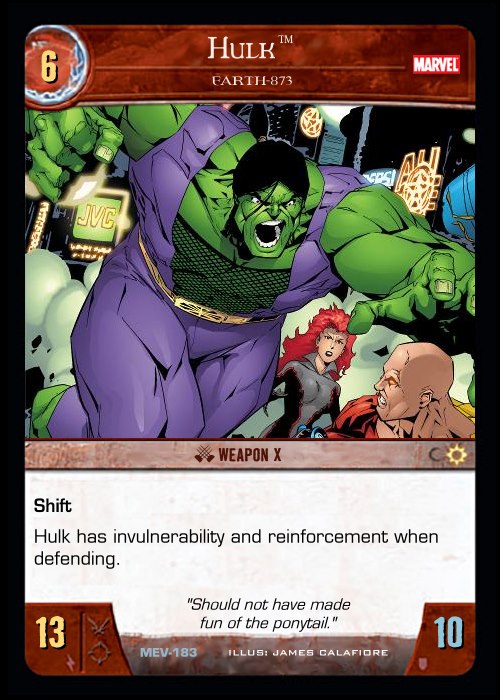 6
Hulk™
EARTH-873
MARVEL
JVC
PEPSI
WEAPON X
C
Shift
Hulk has invulnerability and reinforcement when
defending.
"Should not have made
fun of the ponytail."
13
MEV-183
ILLUS: JAMES CALAFIORE
10